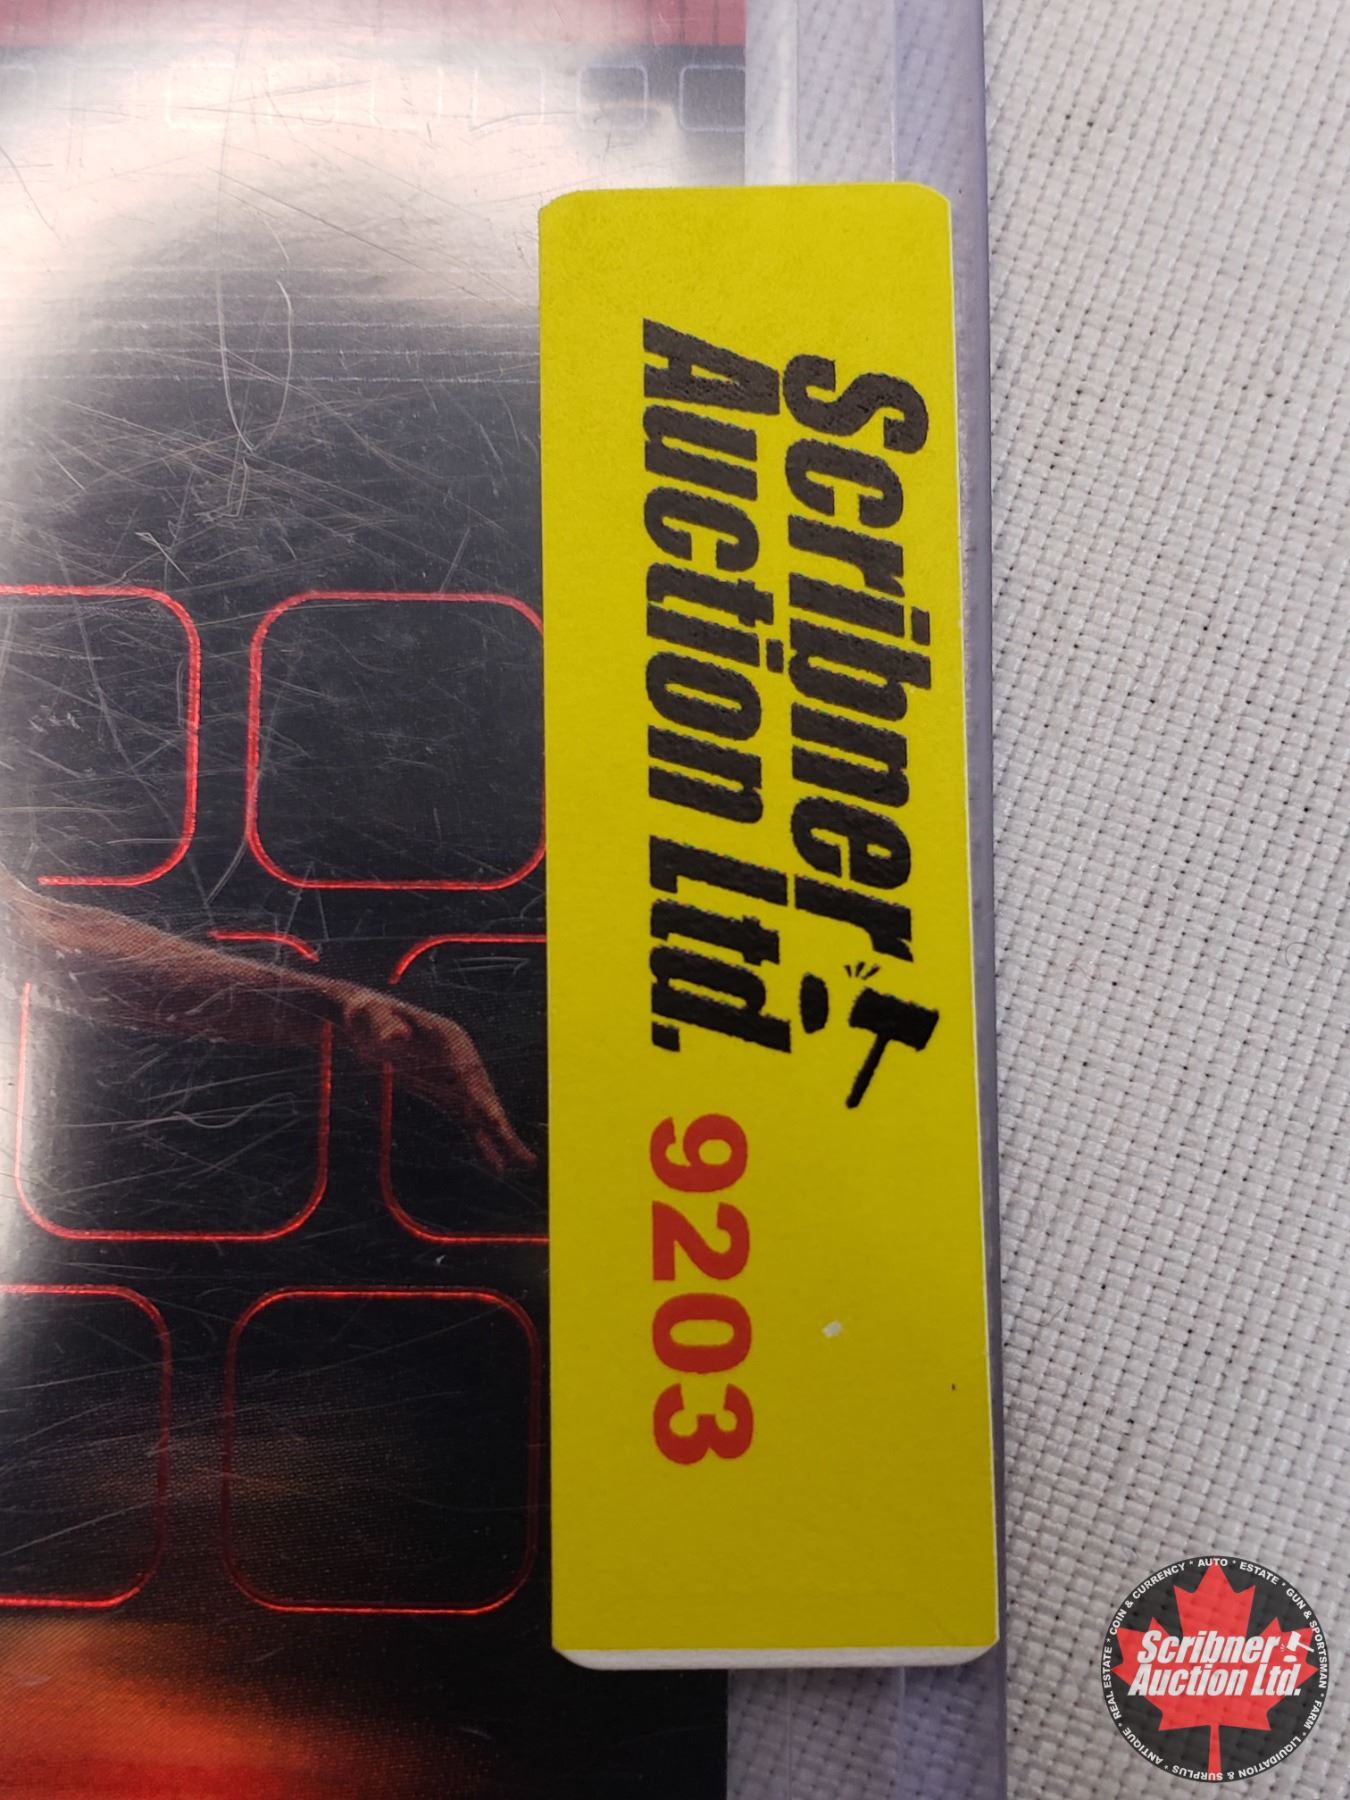 Scribner
Auction Ltd. 9203
COIN & CURRENCY * AUTO * ESTATE * GUN & SPORTSMAN * FARM * LIQUIDATION & SURPLUS * ANTIQUE * REAL ESTATE *
Scribner
Auction Ltd.